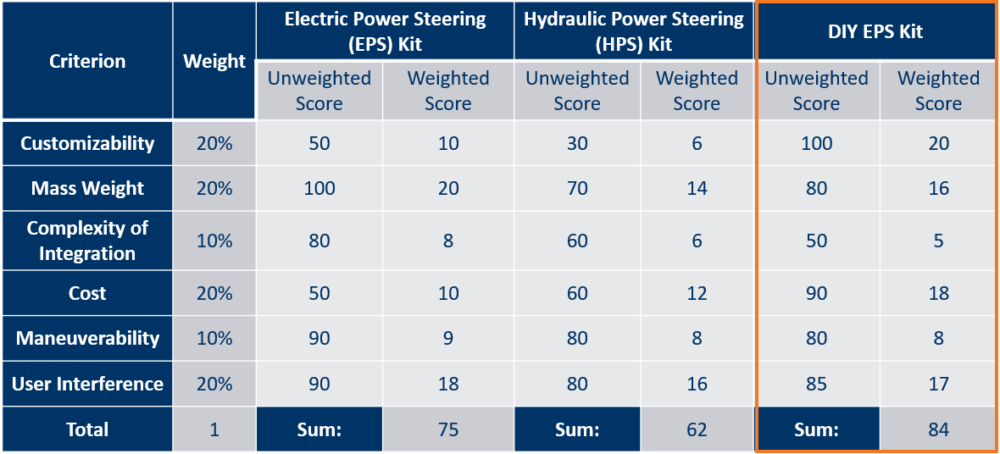 Criterion Weight Electric Power Steering (EPS) Kit Hydraulic Power Steering (HPS) Kit DIY EPS Kit
Unweighted Score Weighted Score Unweighted Score Weighted Score Unweighted Score Weighted Score
Customizability 20% 50 10 30 6 100 20
Mass Weight 20% 100 20 70 14 80 16
Complexity of Integration 10% 80 8 60 6 50 5
Cost 20% 50 10 60 12 90 18
Maneuverability 10% 90 9 80 8 80 8
User Interference 20% 90 18 80 16 85 17
Total 1 Sum: 75 Sum: 62 Sum: 84